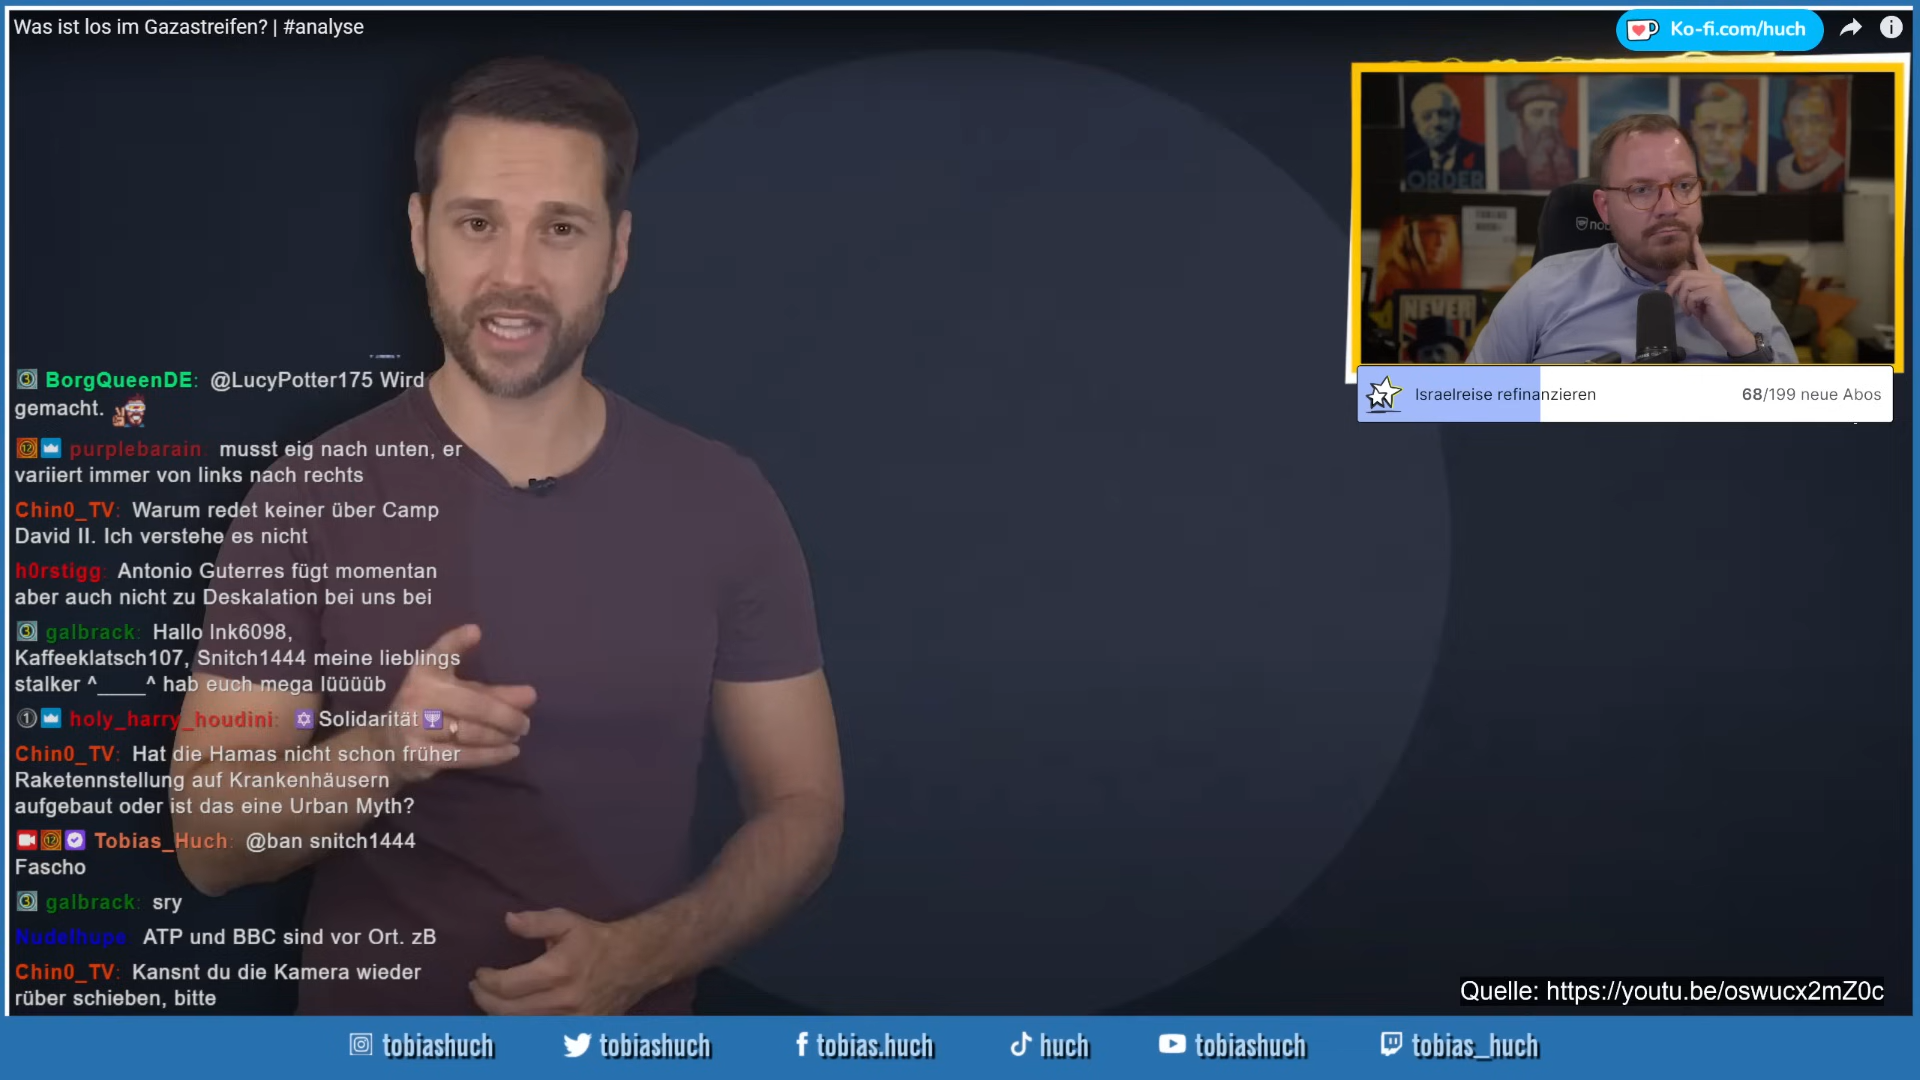 Was ist los im Gazastreifen? | #analyse
Ko-fi.com/huch
ORDER
NEVER
Israelreise refinanzieren
68/199 neue Abos
BorgQueenDE: @LucyPotter175 Wird
gemacht.
purplebarain: musst eig nach unten, er
variiert immer von links nach rechts
Chin0_TV: Warum redet keiner über Camp
David II. Ich verstehe es nicht
h0rstigg: Antonio Guterres fügt momentan
aber auch nicht zu Deskalation bei uns bei
galbrack: Hallo Ink6098,
Kaffeeklatsch107, Snitch1444 meine lieblings
stalker ^____^ hab euch mega lüüüüb
holy_harry_houdini: Solidarität
Chin0_TV: Hat die Hamas nicht schon früher
Raketennstellung auf Krankenhäusern
aufgebaut oder ist das eine Urban Myth?
Tobias_Huch: @ban snitch1444
Fascho
galbrack: sry
Nudelhupe: ATP und BBC sind vor Ort. zB
Chin0_TV: Kansnt du die Kamera wieder
rüber schieben, bitte
Quelle: https://youtu.be/oswucx2mZ0c
tobiashuch
tobiashuch
tobias.huch
huch
tobiashuch
tobias_huch